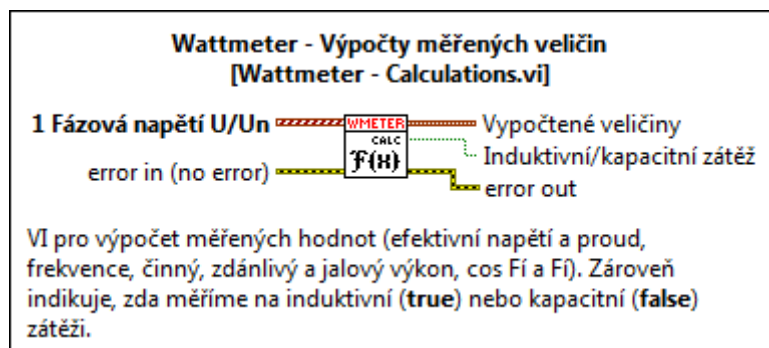 Wattmeter - Výpočty měřených veličin
[Wattmeter - Calculations.vi]
1 Fázová napětí U/Un
WMETER
Vypočtené veličiny
CALC
Induktivní/kapacitní zátěž
F(x)
error in (no error)
error out
VI pro výpočet měřených hodnot (efektivní napětí a proud,
frekvence, činný, zdánlivý a jalový výkon, cos Fí a Fí). Zároveň
indikuje, zda měříme na induktivní (true) nebo kapacitní (false)
zátěži.